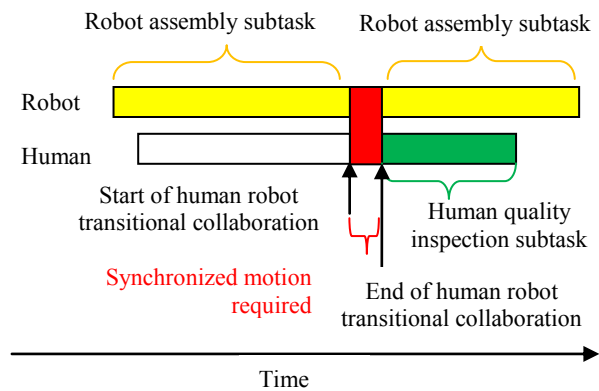 Robot assembly subtask
Robot assembly subtask
Robot
Human
Start of human robot
transitional collaboration
Human quality
inspection subtask
Synchronized motion
required
End of human robot
transitional collaboration
Time